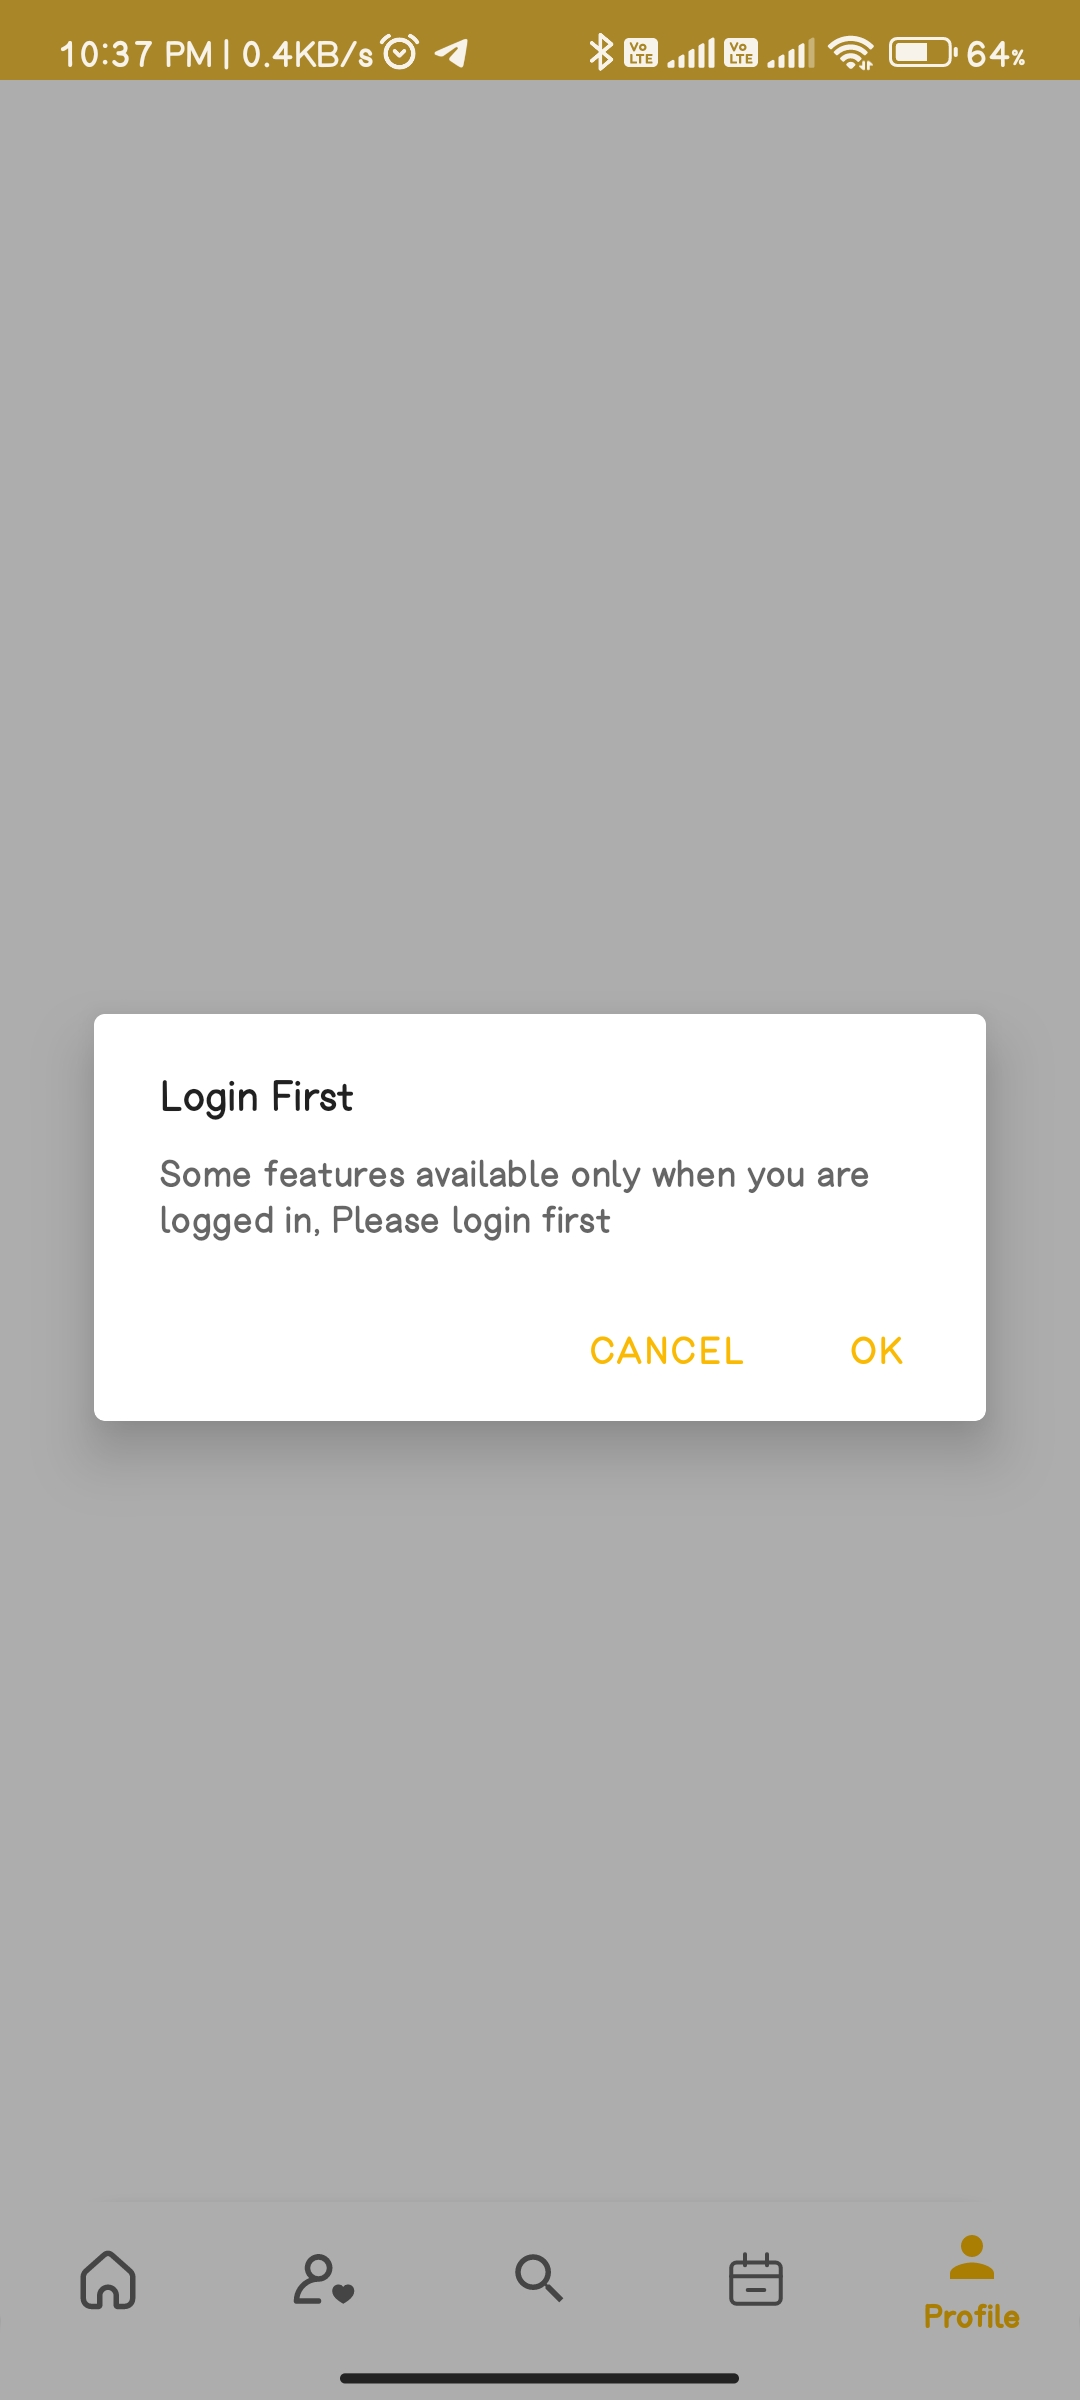 10:37 PM | 0.4KB/s
Vo LTE Vo LTE 64%
Login First
Some features available only when you are
logged in, Please login first
CANCEL OK
Profile